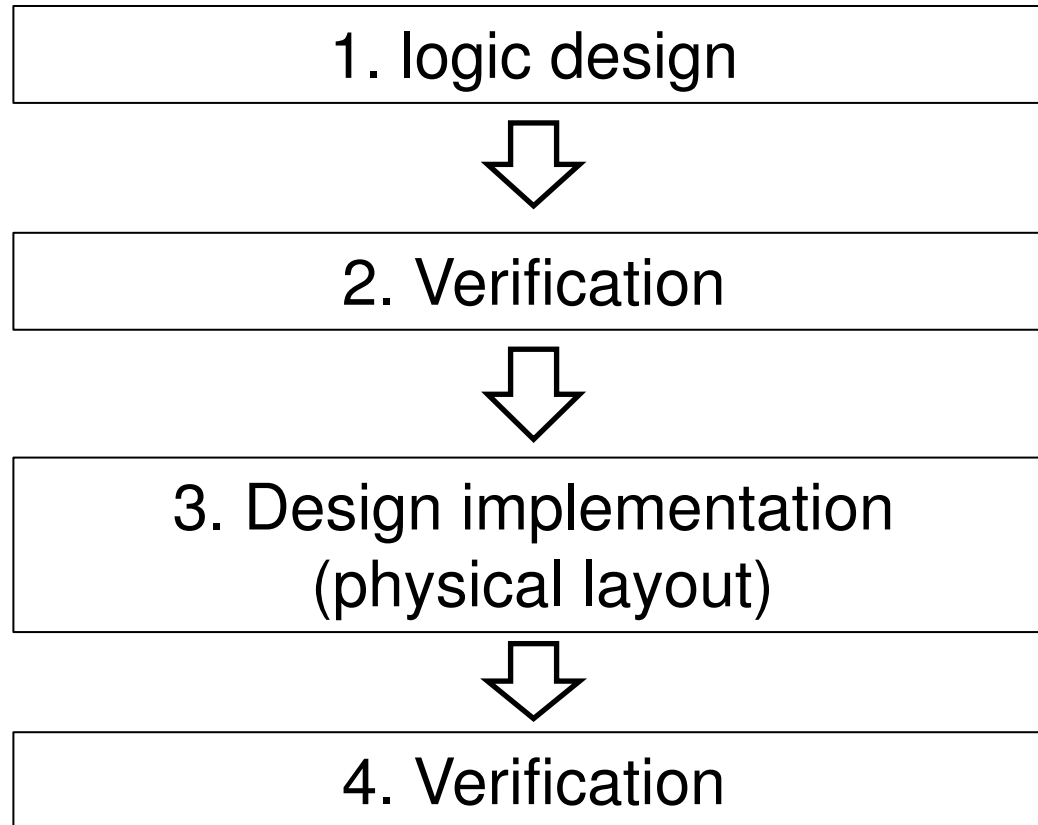 1. logic design
2. Verification
3. Design implementation
(physical layout)
4. Verification